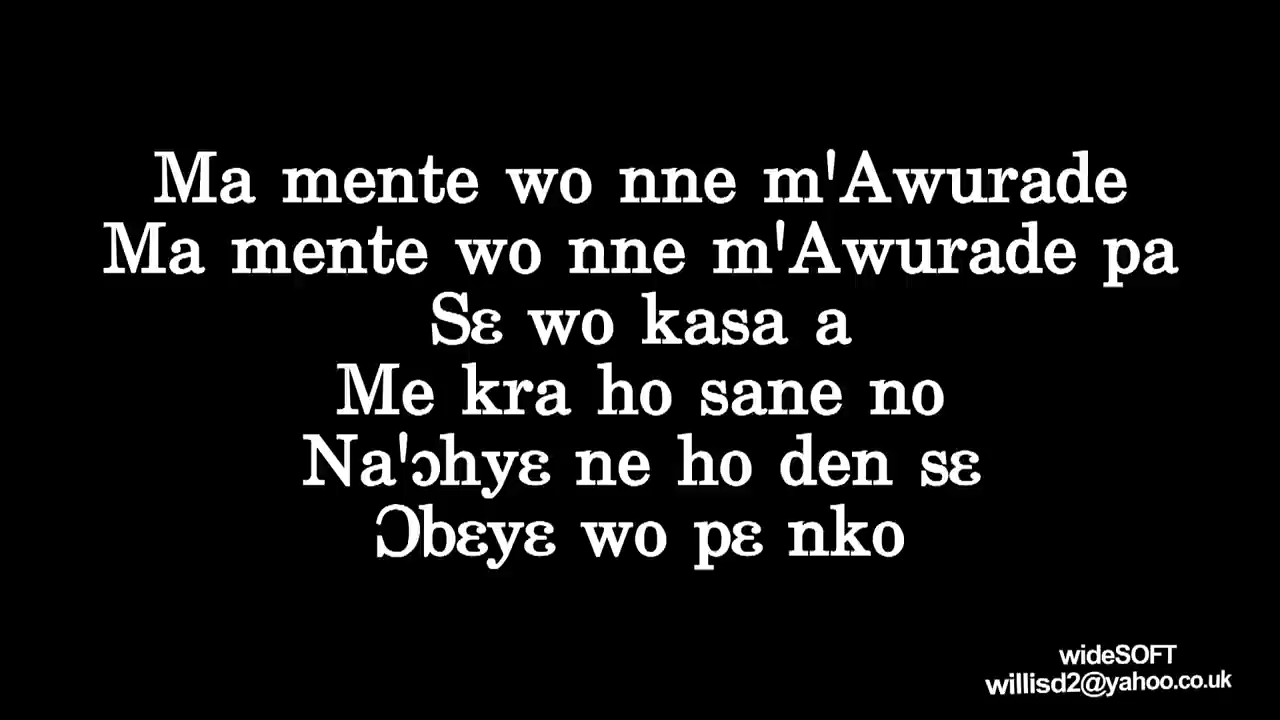 Ma mente wo nne m'Awurade
Ma mente wo nne m'Awurade pa
Sɛ wo kasa a
Me kra ho sane no
Na'ɔhyɛ ne ho den sɛ
Ɔbɛyɛ wo pɛ nko
wideSOFT
willisd2@yahoo.co.uk